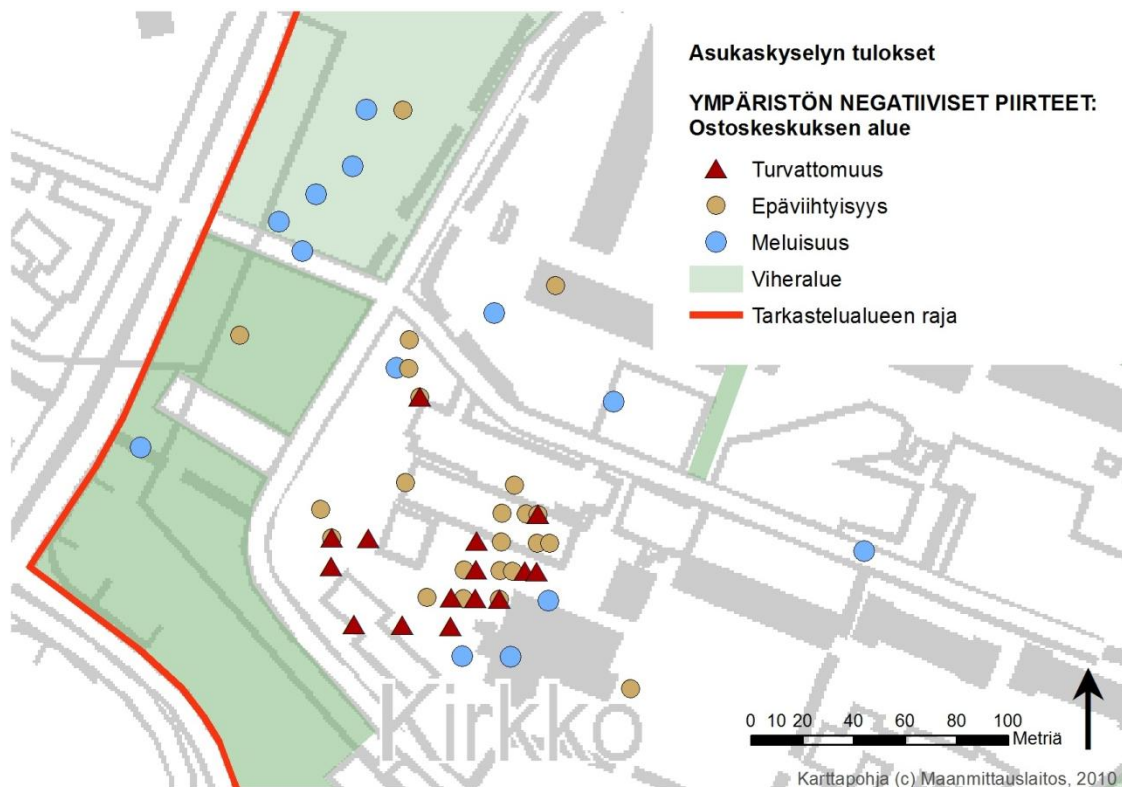 Asukaskyselyn tulokset
YMPÄRISTÖN NEGATIIVISET PIIRTEET:
Ostoskeskuksen alue
Turvattomuus
Epäviihtyisyys
Meluisuus
Viheralue
Tarkastelualueen raja
Kirkko
0 10 20 40 60 80 100
Metriä
Karttapohja (c) Maanmittauslaitos, 2010